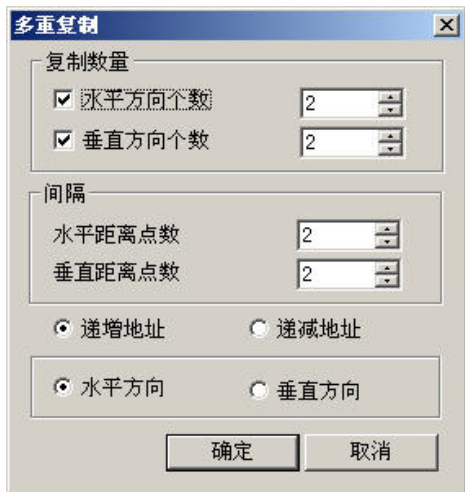 多重复制
复制数量
水平方向个数 2
垂直方向个数 2
间隔
水平距离点数 2
垂直距离点数 2
递增地址 递减地址
水平方向 垂直方向
确定 取消